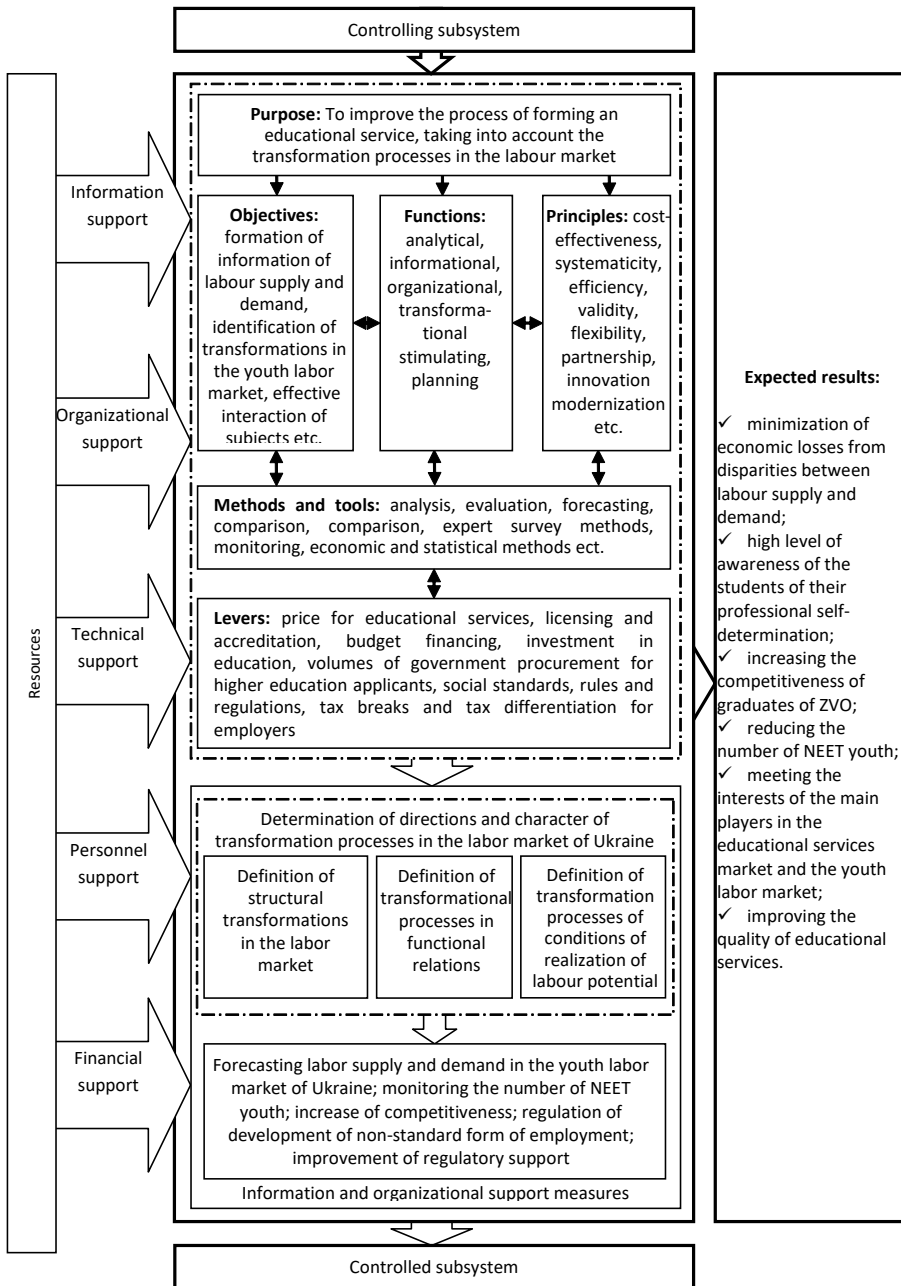 Controlling subsystem
Resources
Information
support
Organizational
support
Technical
support
Personnel
support
Financial
support
Purpose: To improve the process of forming an
educational service, taking into account the
transformation processes in the labour market
Objectives:
formation of
information of
labour supply and
demand,
identification of
transformations in
the youth labor
market, effective
interaction of
subjects etc.
Functions:
analytical,
informational,
organizational,
transforma-
tional
stimulating,
planning
Principles: cost-
effectiveness,
systematicity,
efficiency,
validity,
flexibility,
partnership,
innovation
modernization
etc.
Methods and tools: analysis, evaluation, forecasting,
comparison, comparison, expert survey methods,
monitoring, economic and statistical methods ect.
Levers: price for educational services, licensing and
accreditation, budget financing, investment in
education, volumes of government procurement for
higher education applicants, social standards, rules and
regulations, tax breaks and tax differentiation for
employers
Determination of directions and character of
transformation processes in the labor market of Ukraine
Definition of
structural
transformations
in the labor
market
Definition of
transformational
processes in
functional
relations
Definition of
transformation
processes of
conditions of
realization of
labour potential
Forecasting labor supply and demand in the youth labor
market of Ukraine; monitoring the number of NEET
youth; increase of competitiveness; regulation of
development of non-standard form of employment;
improvement of regulatory support
Information and organizational support measures
Controlled subsystem
Expected results:
✓ minimization of
economic losses from
disparities between
labour supply and
demand;
✓ high level of
awareness of the
students of their
professional self-
determination;
✓ increasing the
competitiveness of
graduates of ZVO;
✓ reducing the
number of NEET youth;
✓ meeting the
interests of the main
players in the
educational services
market and the youth
labor market;
✓ improving the
quality of educational
services.